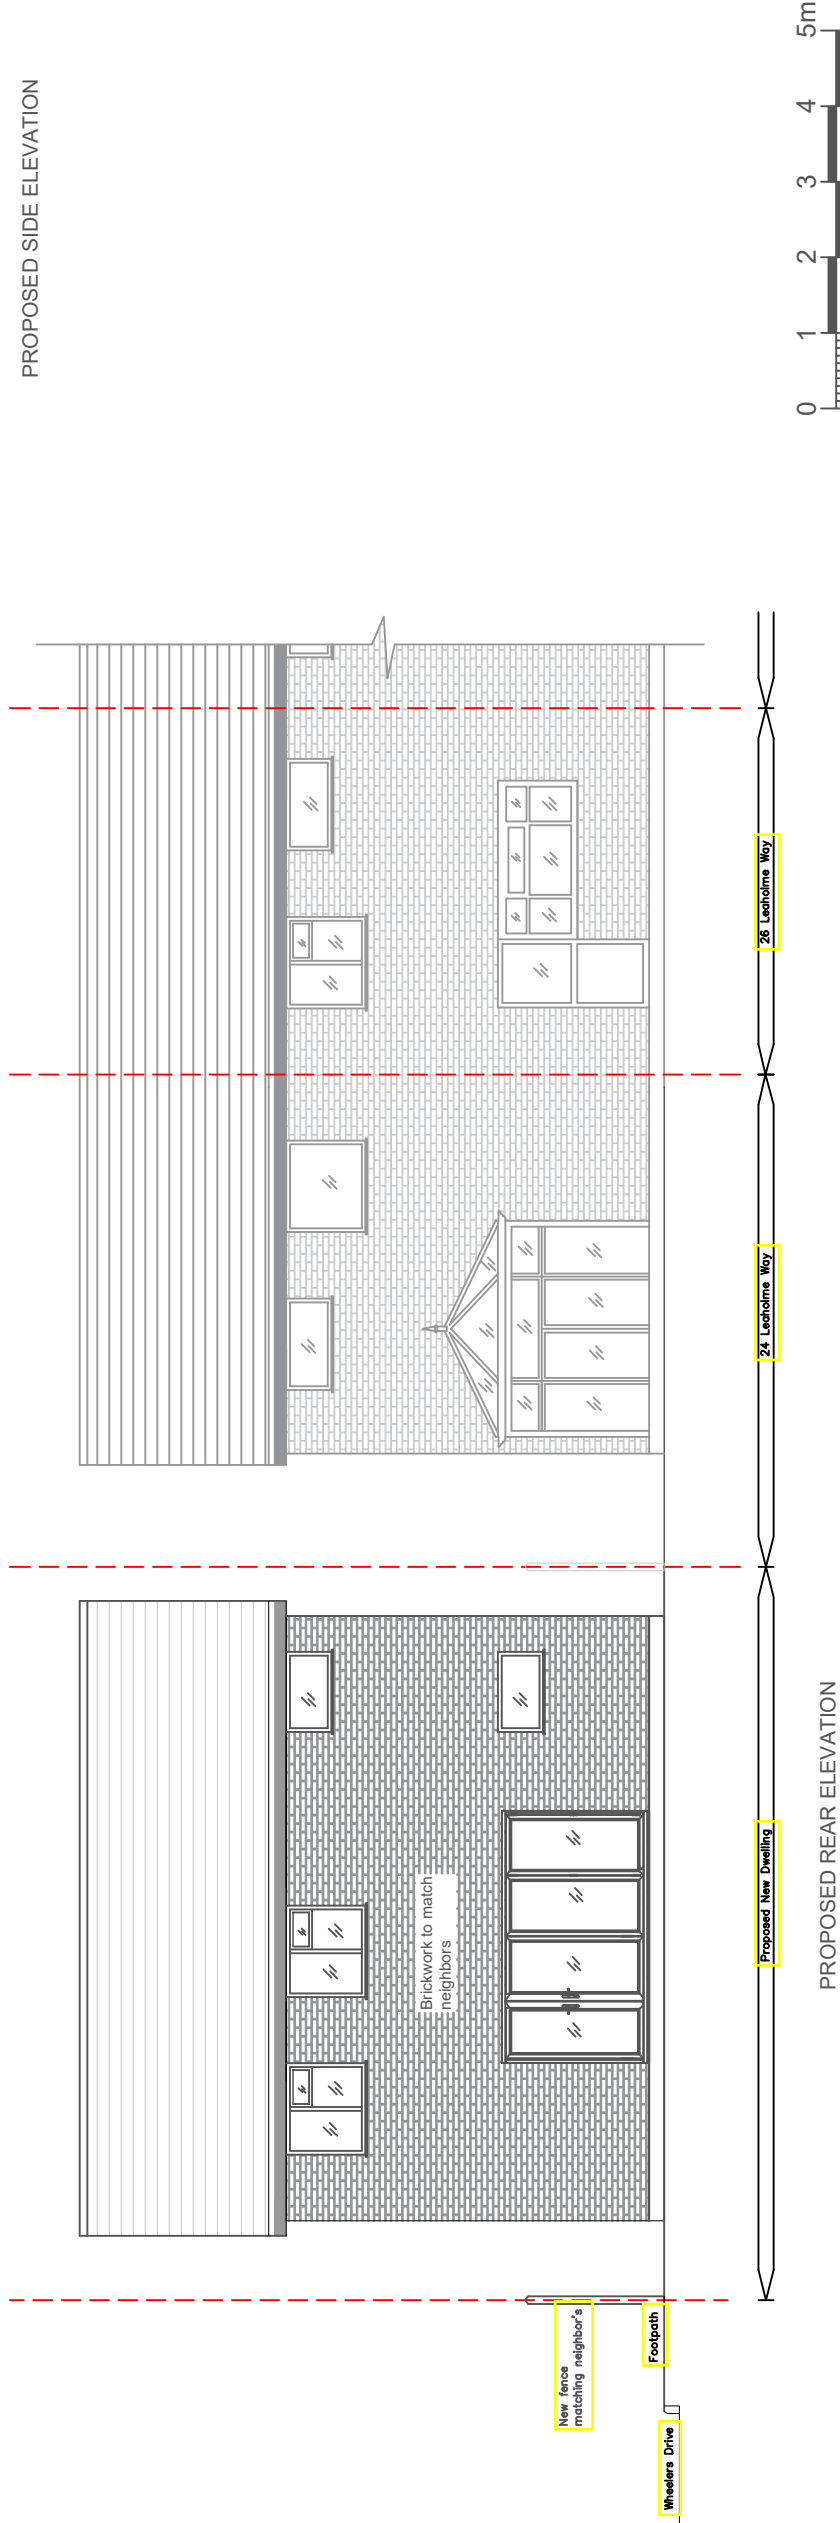 PROPOSED SIDE ELEVATION
0 1 2 3 4 5m
Brickwork to match
neighbors
New fence
matching neighbor's
Footpath
Wheelers Drive
Proposed New Dwelling
24 Leaholme Way
26 Leaholme Way
PROPOSED REAR ELEVATION